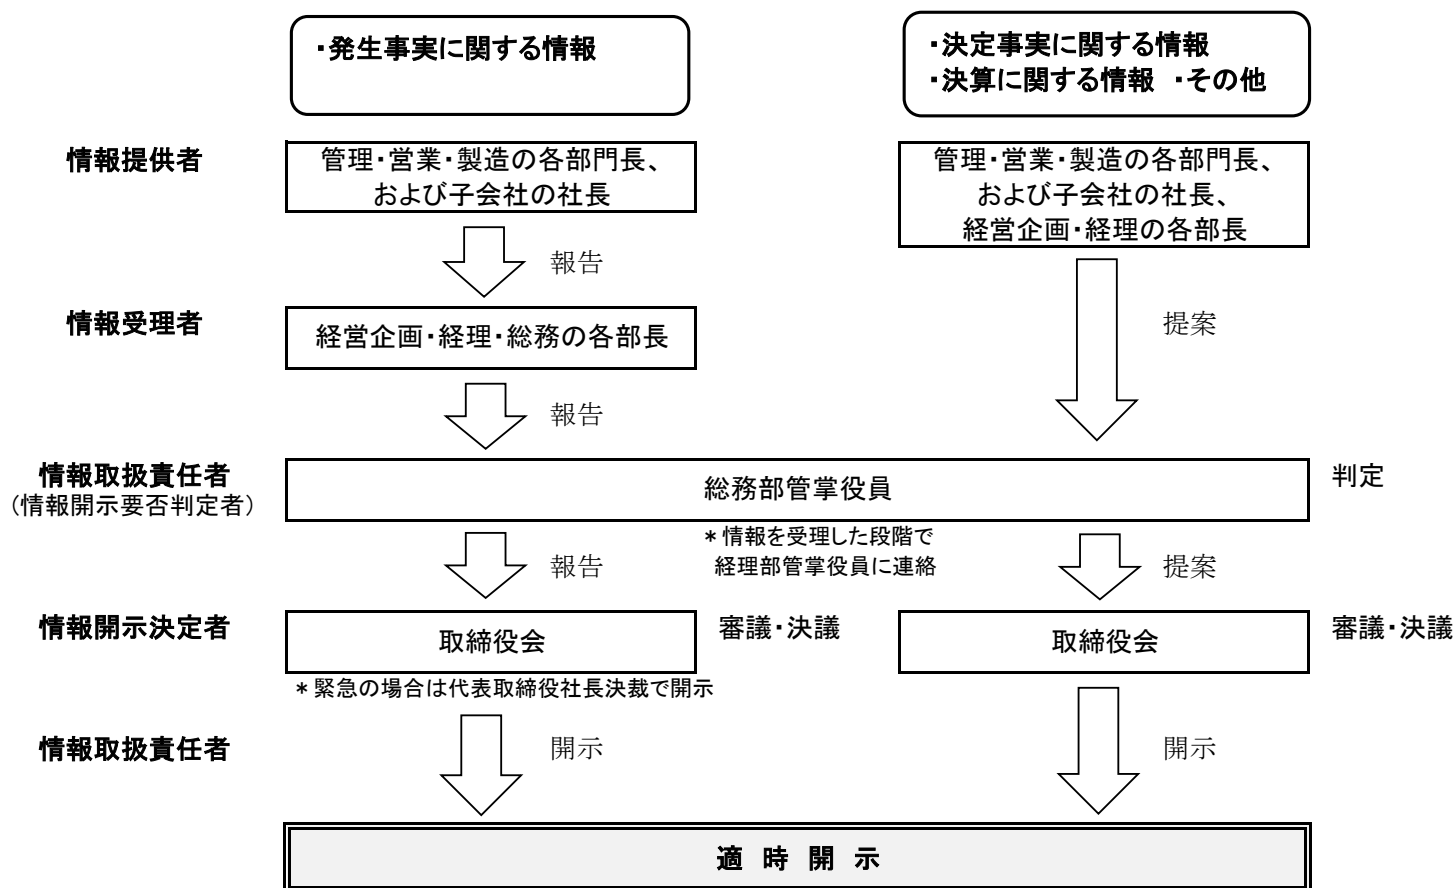 ・発生事実に関する情報
・決定事実に関する情報
・決算に関する情報 ・その他
情報提供者
管理・営業・製造の各部門長、
および子会社の社長
管理・営業・製造の各部門長、
および子会社の社長、
経営企画・経理の各部長
報告
情報受理者
経営企画・経理・総務の各部長
提案
報告
情報取扱責任者
（情報開示要否判定者）
総務部管掌役員
判定
＊情報を受理した段階で
経理部管掌役員に連絡
報告
提案
情報開示決定者
取締役会
審議・決議
取締役会
審議・決議
＊緊急の場合は代表取締役社長決裁で開示
情報取扱責任者
開示
開示
適 時 開 示